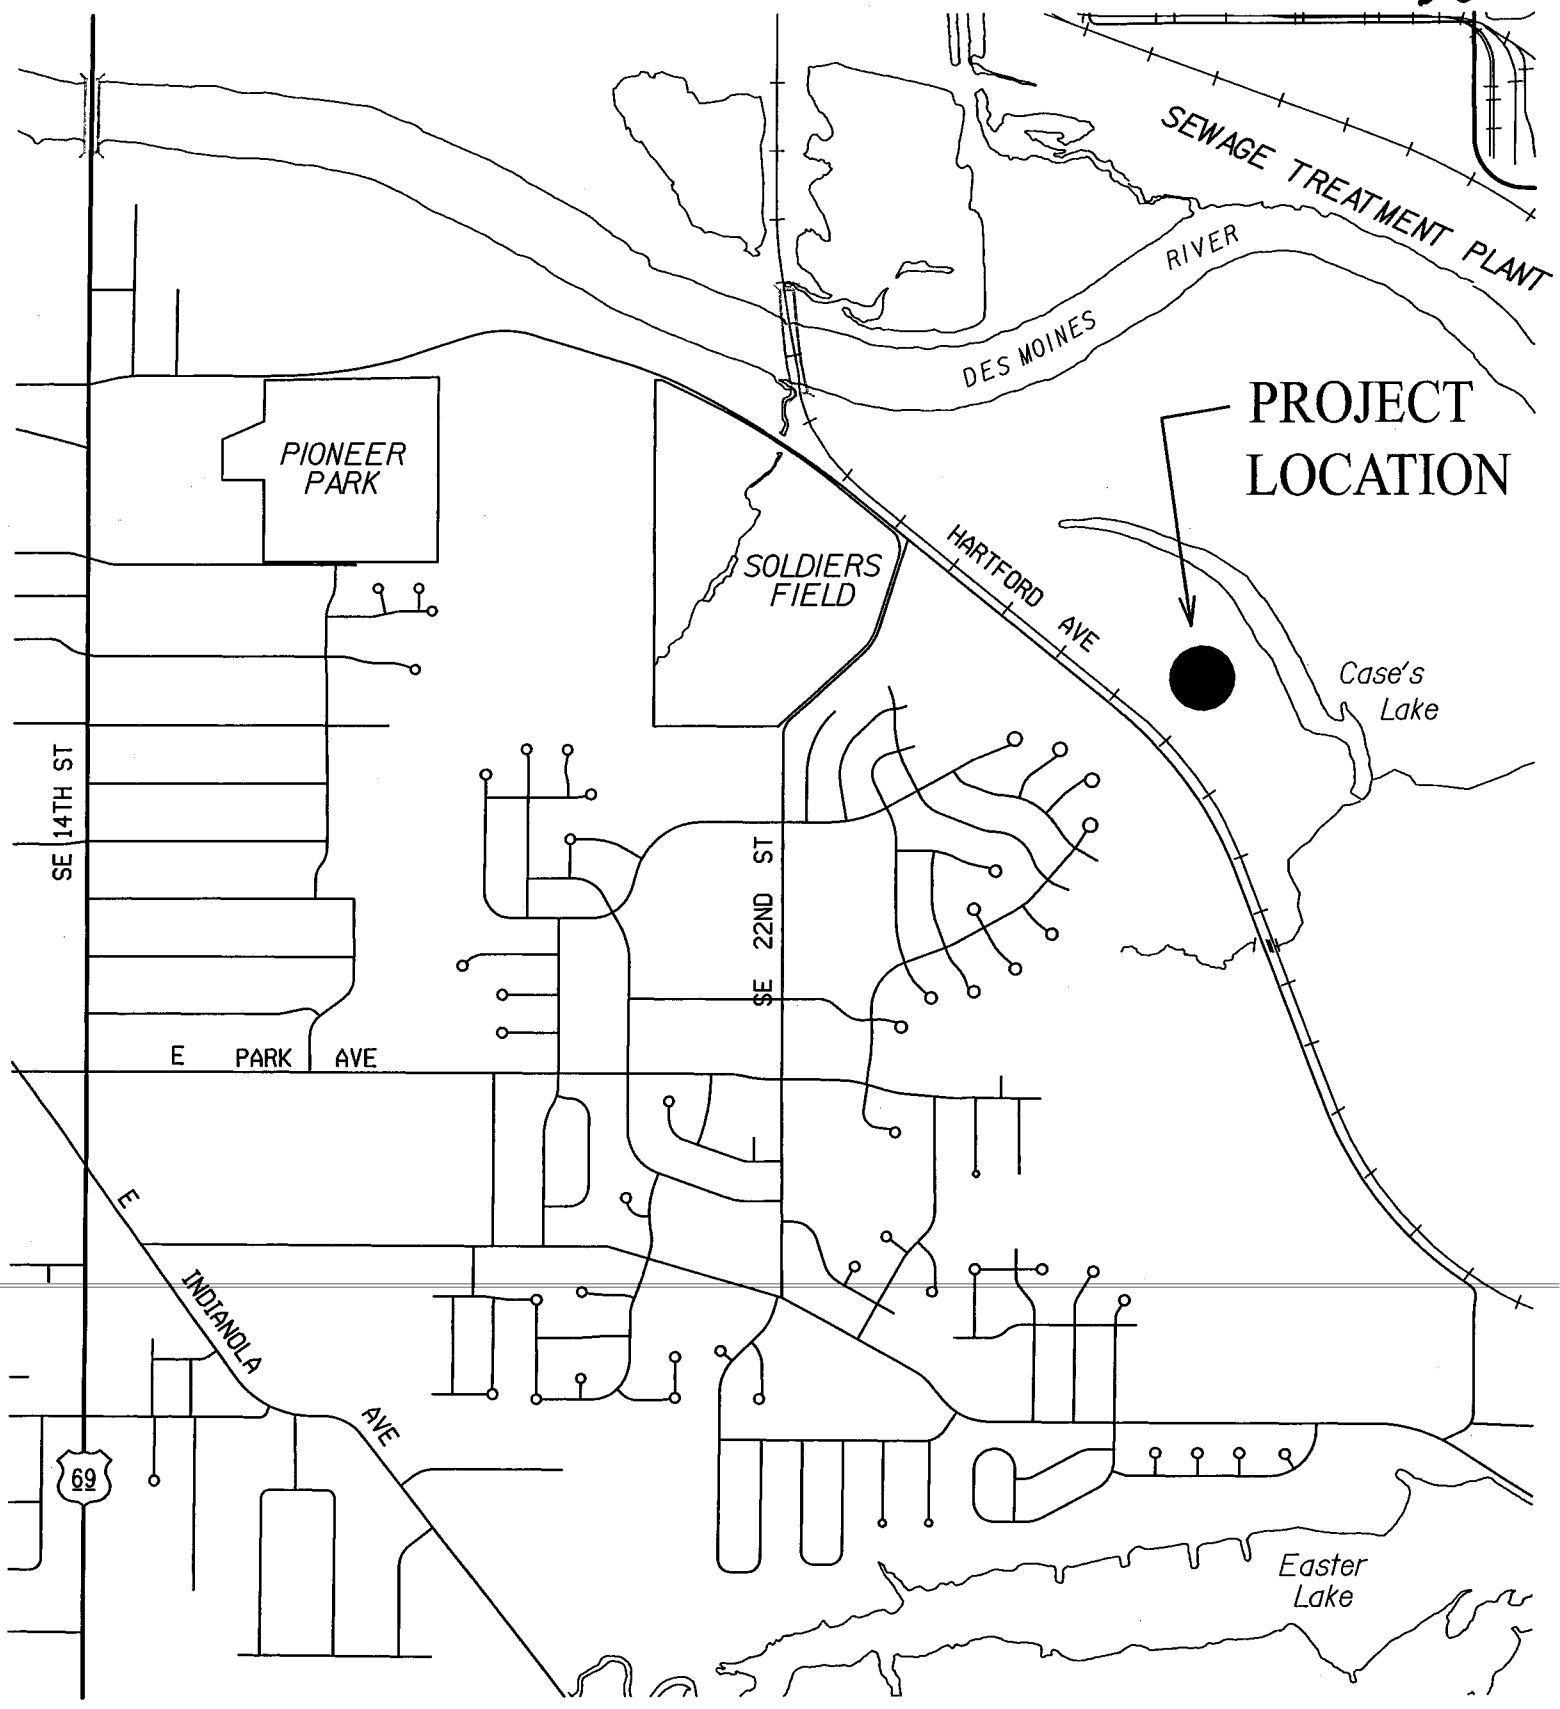 SEWAGE TREATMENT PLANT
RIVER
DES MOINES
PROJECT
LOCATION
PIONEER
PARK
SOLDIERS
FIELD
HARTFORD AVE
Case's
Lake
SE 14TH ST
SE 22ND ST
E PARK AVE
E INDIANOLA AVE
69
Easter
Lake